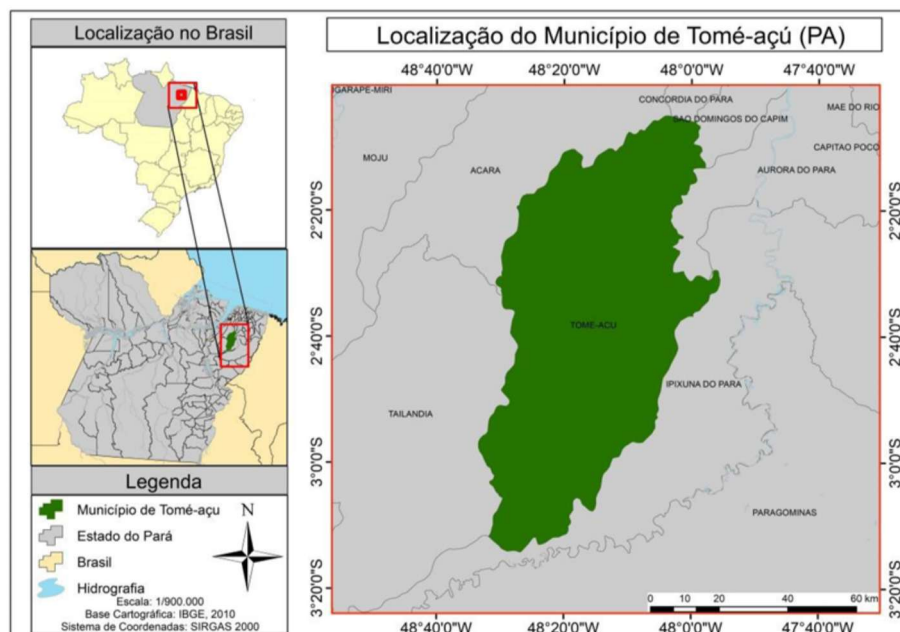 Localização no Brasil
Localização do Município de Tomé-açú (PA)
48°40'0"W 48°20'0"W 48°0'0"W 47°40'0"W
IGARAPE-MIRI
CONCORDIA DO PARA
SAO DOMINGOS DO CAPIM
MAE DO RIO
MOJU
ACARA
CAPITAO POCO
AURORA DO PARA
2°20'0"S 2°20'0"S
TOME-ACU
2°40'0"S 2°40'0"S
IPIXUNA DO PARA
TAILANDIA
3°0'0"S 3°0'0"S
PARAGOMINAS
3°20'0"S 3°20'0"S
0 10 20 40 60 km
48°40'0"W 48°20'0"W 48°0'0"W 47°40'0"W
Legenda
Município de Tomé-açu
N
Estado do Pará
Brasil
Hidrografia
Escala: 1/900.000
Base Cartográfica: IBGE, 2010
Sistema de Coordenadas: SIRGAS 2000